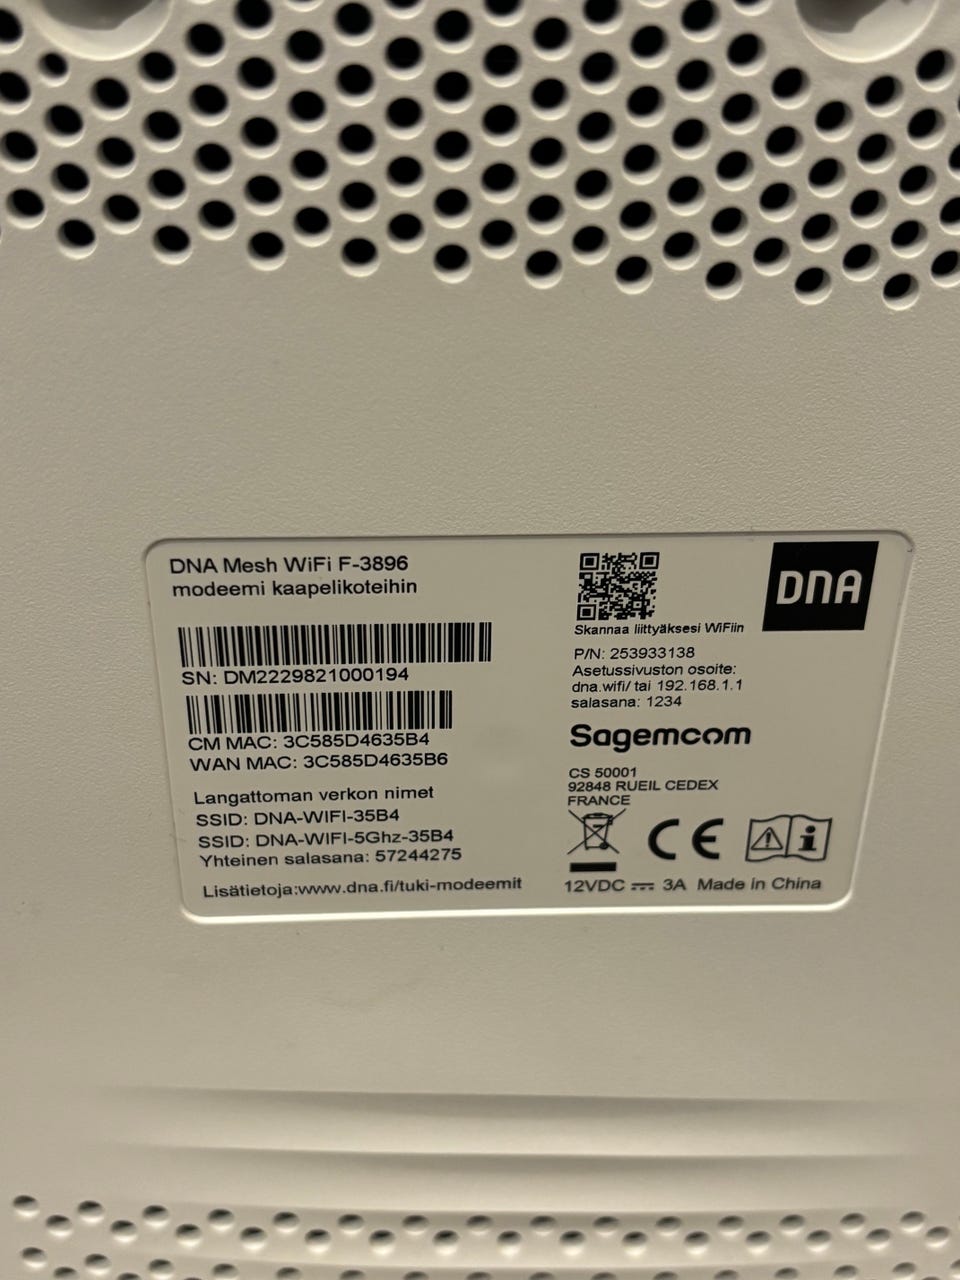 DNA Mesh WiFi F-3896
modeemi kaapelikoteihin
SN: DM2229821000194
CM MAC: 3C585D4635B4
WAN MAC: 3C585D4635B6
Langattoman verkon nimet
SSID: DNA-WIFI-35B4
SSID: DNA-WIFI-5Ghz-35B4
Yhteinen salasana: 57244275
Lisätietoja:www.dna.fi/tuki-modeemit
DNA
Skannaa liittyäksesi WiFiin
P/N: 253933138
Asetussivuston osoite:
dna.wifi/ tai 192.168.1.1
salasana: 1234
Sagemcom
CS 50001
92848 RUEIL CEDEX
FRANCE
CE
12VDC ⎓ 3A Made in China